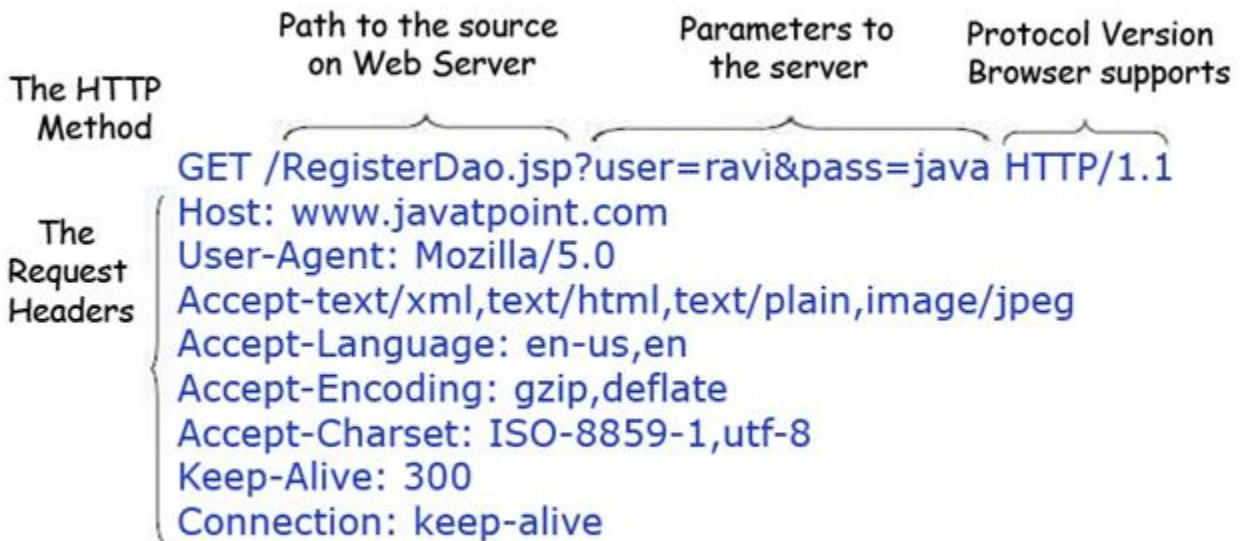 Path to the source
on Web Server
Parameters to
the server
Protocol Version
Browser supports
The HTTP
Method
GET /RegisterDao.jsp?user=ravi&pass=java HTTP/1.1
The
Request
Headers
Host: www.javatpoint.com
User-Agent: Mozilla/5.0
Accept-text/xml,text/html,text/plain,image/jpeg
Accept-Language: en-us,en
Accept-Encoding: gzip,deflate
Accept-Charset: ISO-8859-1,utf-8
Keep-Alive: 300
Connection: keep-alive